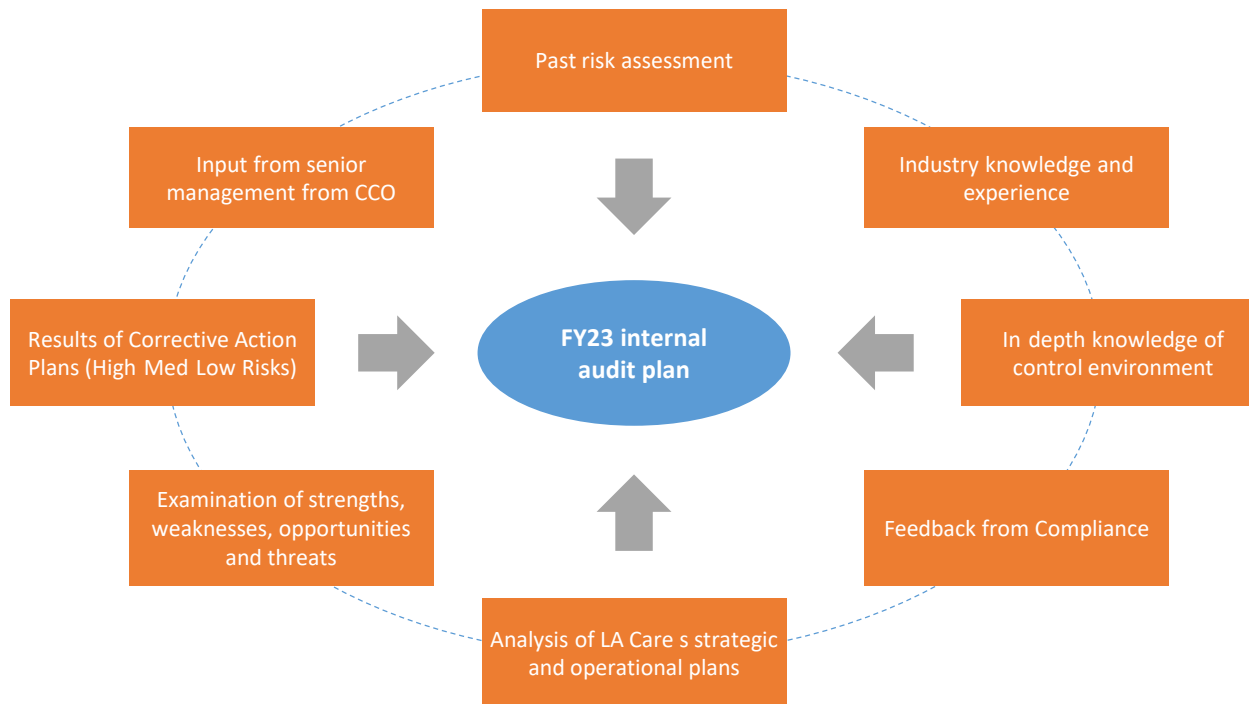 Past risk assessment
Input from senior
management from CCO
Industry knowledge and
experience
Results of Corrective Action
Plans (High Med Low Risks)
FY23 internal
audit plan
In depth knowledge of
control environment
Examination of strengths,
weaknesses, opportunities
and threats
Feedback from Compliance
Analysis of LA Care s strategic
and operational plans